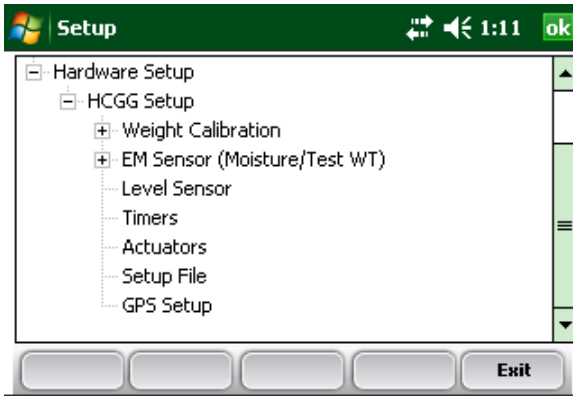 Setup 1:11 ok
Hardware Setup
HCGG Setup
Weight Calibration
EM Sensor (Moisture/Test WT)
Level Sensor
Timers
Actuators
Setup File
GPS Setup
Exit